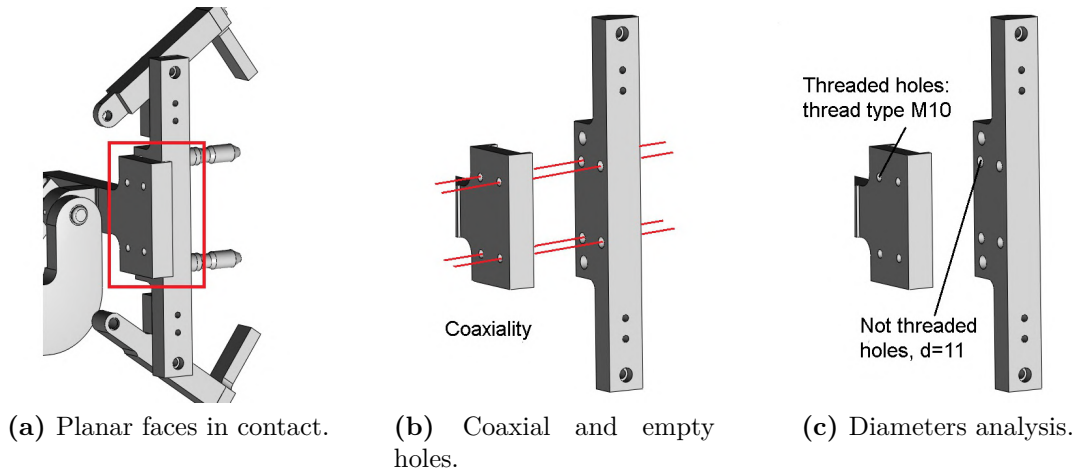 Threaded holes:
thread type M10
Coaxiality
Not threaded
holes, d=11
(a) Planar faces in contact.
(b) Coaxial and empty
holes.
(c) Diameters analysis.